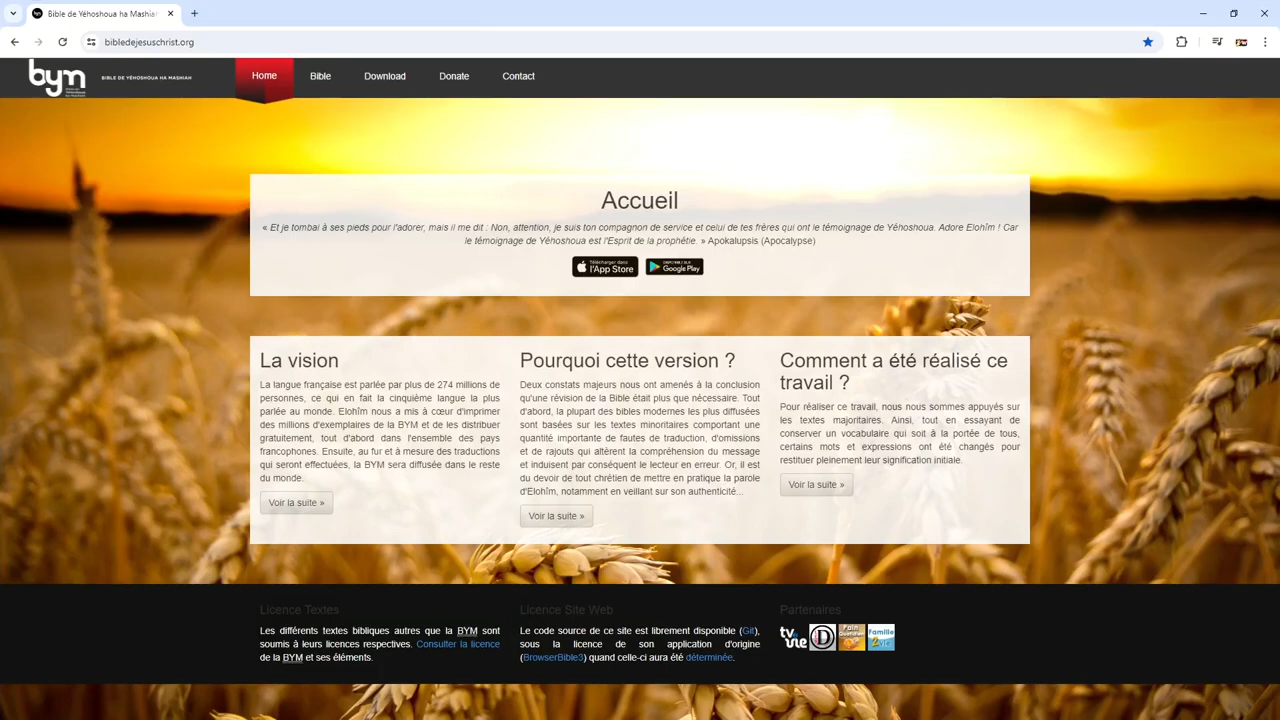 Bible de Yéhoshoua ha Mashia
bibledejesuschrist.org
bym
BIBLE DE YÉHOSHOUA HA MASHIAH
Home
Bible
Download
Donate
Contact
Accueil
« Et je tombai à ses pieds pour l'adorer, mais il me dit : Non, attention, je suis ton compagnon de service et celui de tes frères qui ont le témoignage de Yéhoshoua. Adore Elohîm ! Car
le témoignage de Yéhoshoua est l'Esprit de la prophétie. » Apokalupsis (Apocalypse)
Télécharger dans
l'App Store
Google Play
La vision
La langue française est parlée par plus de 274 millions de
personnes, ce qui en fait la cinquième langue la plus
parlée au monde. Elohîm nous a mis à cœur d'imprimer
des millions d'exemplaires de la BYM et de les distribuer
gratuitement, tout d'abord dans l'ensemble des pays
francophones. Ensuite, au fur et à mesure des traductions
qui seront effectuées, la BYM sera diffusée dans le reste
du monde.
Voir la suite »
Pourquoi cette version ?
Deux constats majeurs nous ont amenés à la conclusion
qu'une révision de la Bible était plus que nécessaire. Tout
d'abord, la plupart des bibles modernes les plus diffusées
sont basées sur les textes minoritaires comportant une
quantité importante de fautes de traduction, d'omissions
et de rajouts qui altèrent la compréhension du message
et induisent par conséquent le lecteur en erreur. Or, il est
du devoir de tout chrétien de mettre en pratique la parole
d'Elohîm, notamment en veillant sur son authenticité...
Voir la suite »
Comment a été réalisé ce
travail ?
Pour réaliser ce travail, nous nous sommes appuyés sur
les textes majoritaires. Ainsi, tout en essayant de
conserver un vocabulaire qui soit à la portée de tous,
certains mots et expressions ont été changés pour
restituer pleinement leur signification initiale.
Voir la suite »
Licence Textes
Les différents textes bibliques autres que la BYM sont
soumis à leurs licences respectives. Consulter la licence
de la BYM et ses éléments.
Licence Site Web
Le code source de ce site est librement disponible (Git),
sous la licence de son application d'origine
(BrowserBible3) quand celle-ci aura été déterminée.
Partenaires
tv
vie
D
Pain
Quotidien
Famille